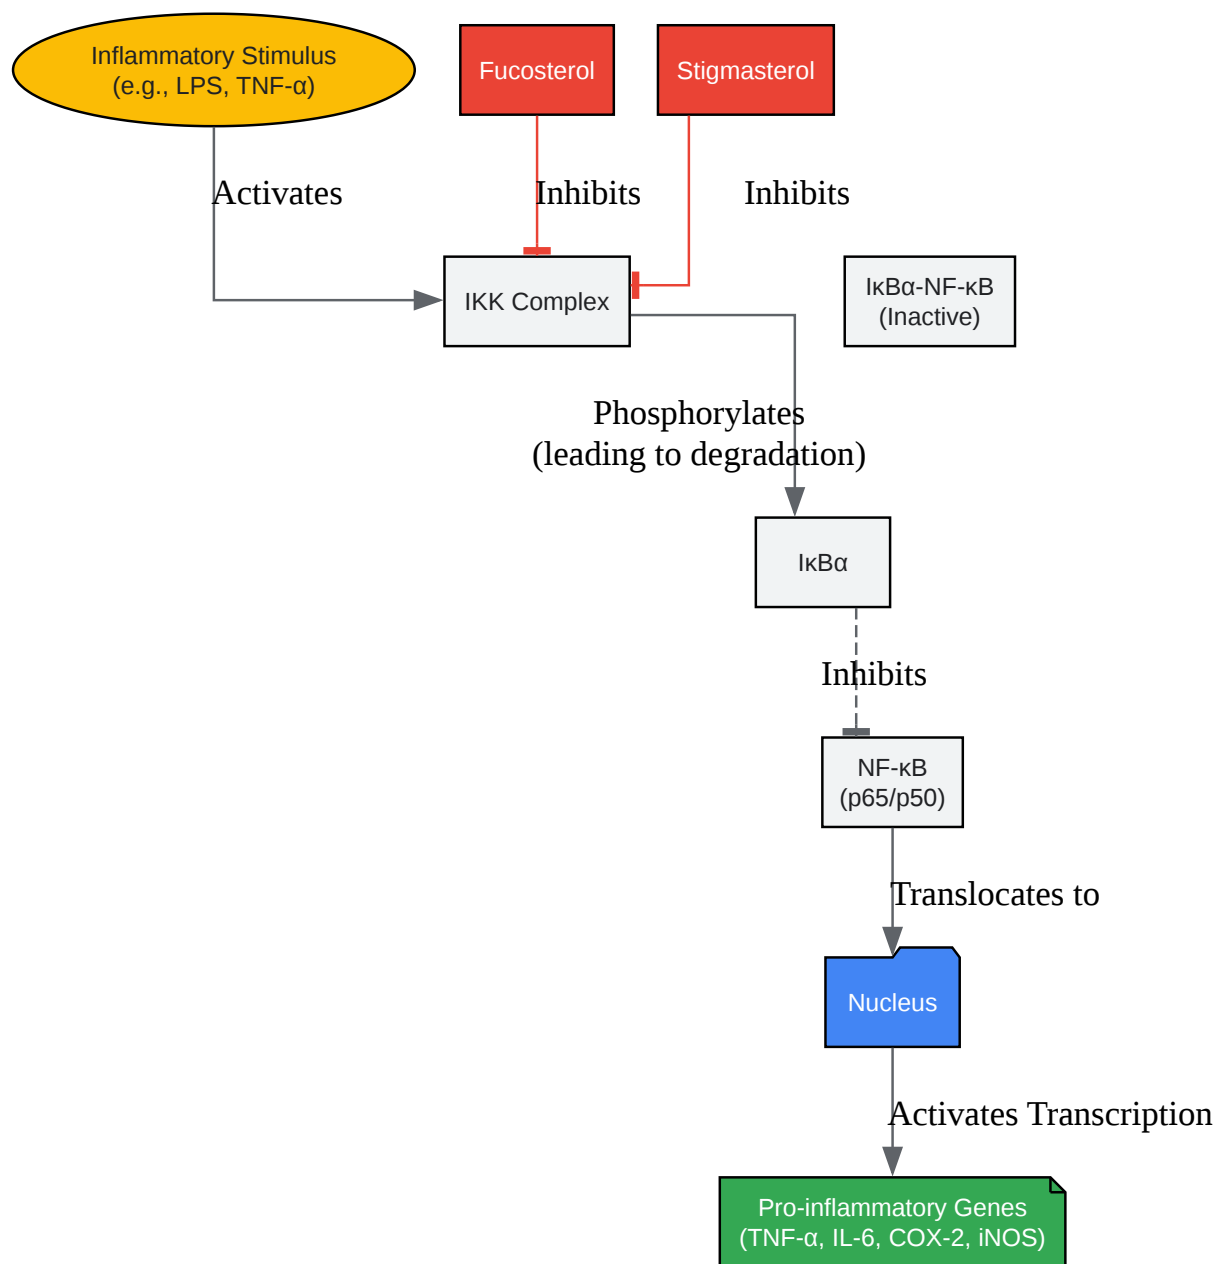 Inflammatory Stimulus
(e.g., LPS, TNF-α)
Fucosterol
Stigmasterol
Activates
Inhibits
Inhibits
IKK Complex
IκBα-NF-κB
(Inactive)
Phosphorylates
(leading to degradation)
IκBα
Inhibits
NF-κB
(p65/p50)
Translocates to
Nucleus
Activates Transcription
Pro-inflammatory Genes
(TNF-α, IL-6, COX-2, iNOS)